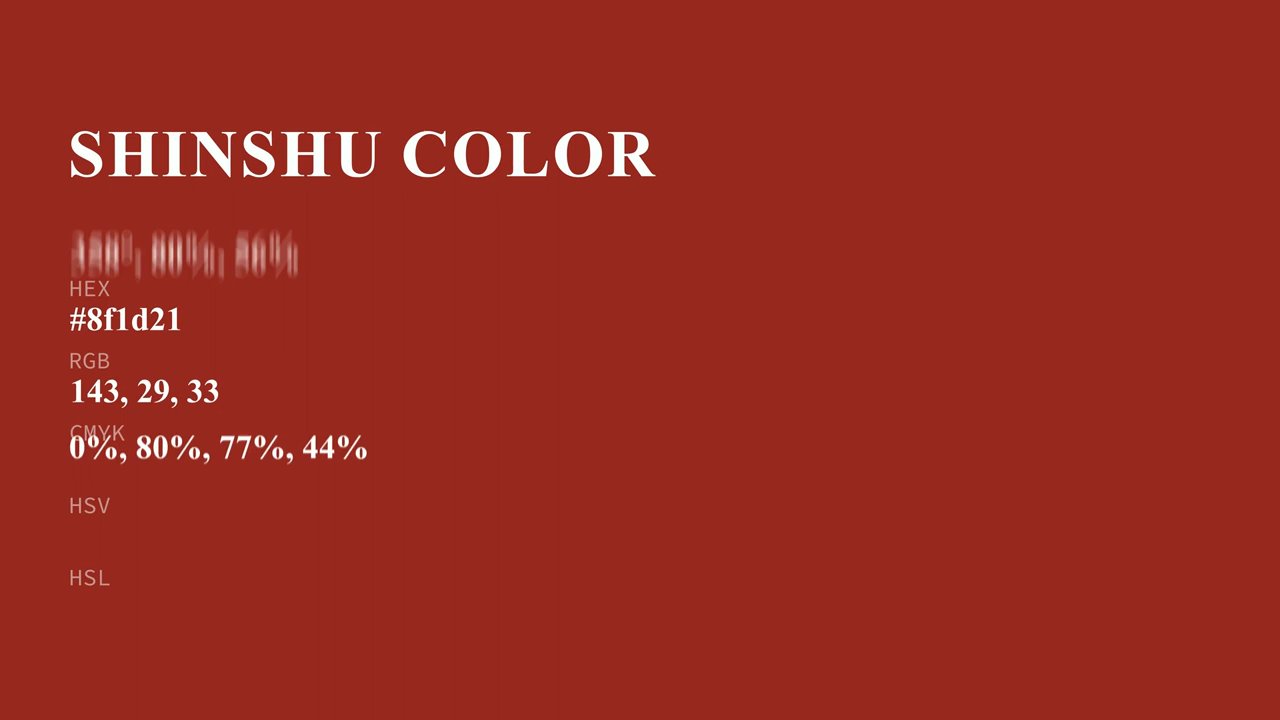 SHINSHU COLOR
HEX
#8f1d21
RGB
143, 29, 33
CMYK
0%, 80%, 77%, 44%
HSV
HSL